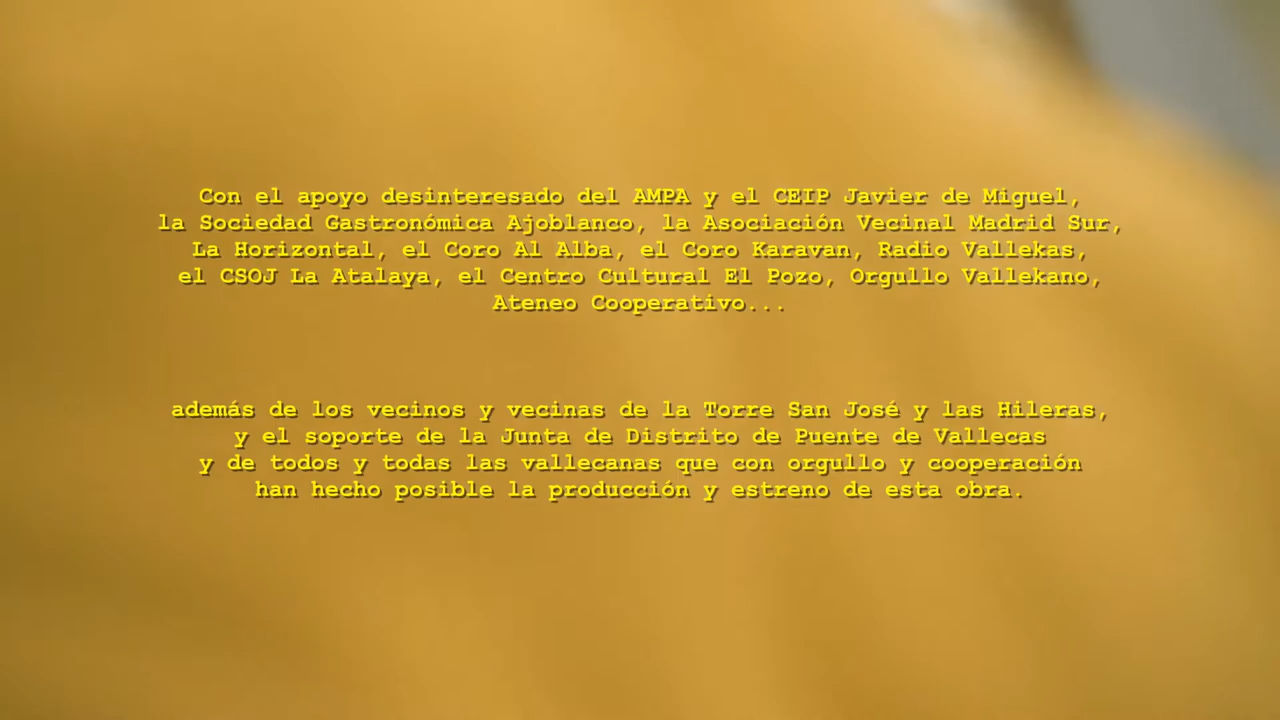 Con el apoyo desinteresado del AMPA y el CEIP Javier de Miguel,
la Sociedad Gastronómica Ajoblanco, la Asociación Vecinal Madrid Sur,
La Horizontal, el Coro Al Alba, el Coro Karavan, Radio Vallekas,
el CSOJ La Atalaya, el Centro Cultural El Pozo, Orgullo Vallekano,
Ateneo Cooperativo...
además de los vecinos y vecinas de la Torre San José y las Hileras,
y el soporte de la Junta de Distrito de Puente de Vallecas
y de todos y todas las vallecanas que con orgullo y cooperación
han hecho posible la producción y estreno de esta obra.